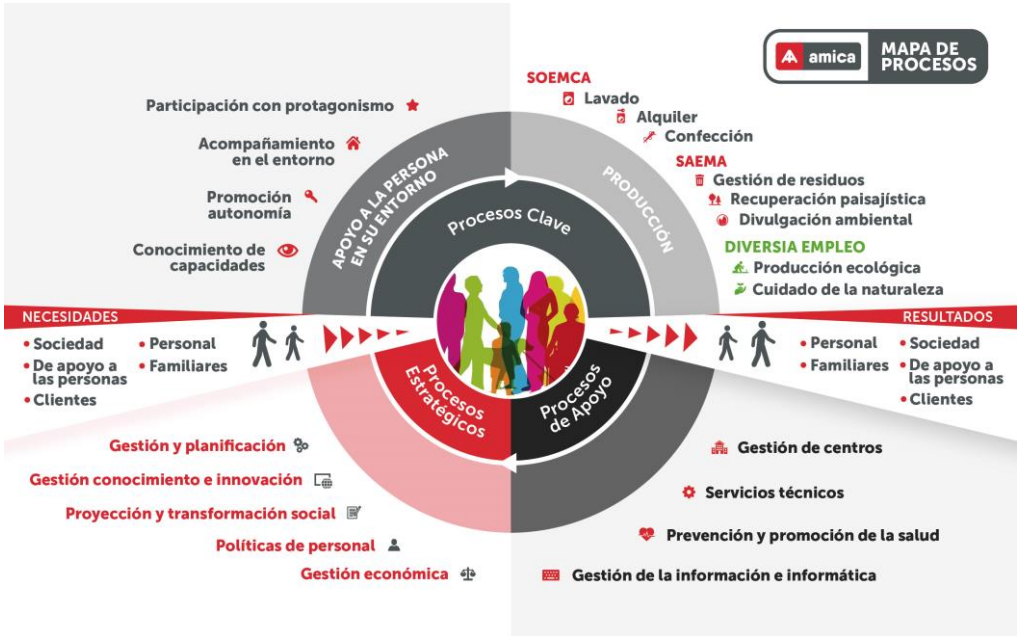 amica
MAPA DE
PROCESOS
Participación con protagonismo
Acompañamiento
en el entorno
Promoción
autonomía
Conocimiento de
capacidades
APOYO A LA PERSONA
EN SU ENTORNO
Procesos Clave
PRODUCCIÓN
SOEMCA
Lavado
Alquiler
Confección
SAEMA
Gestión de residuos
Recuperación paisajística
Divulgación ambiental
DIVERSIA EMPLEO
Producción ecológica
Cuidado de la naturaleza
NECESIDADES
• Sociedad
• De apoyo a
las personas
• Clientes
• Personal
• Familiares
RESULTADOS
• Personal
• Familiares
• Sociedad
• De apoyo a
las personas
• Clientes
Procesos
Estratégicos
Procesos
de Apoyo
Gestión y planificación
Gestión conocimiento e innovación
Proyección y transformación social
Políticas de personal
Gestión económica
Gestión de centros
Servicios técnicos
Prevención y promoción de la salud
Gestión de la información e informática